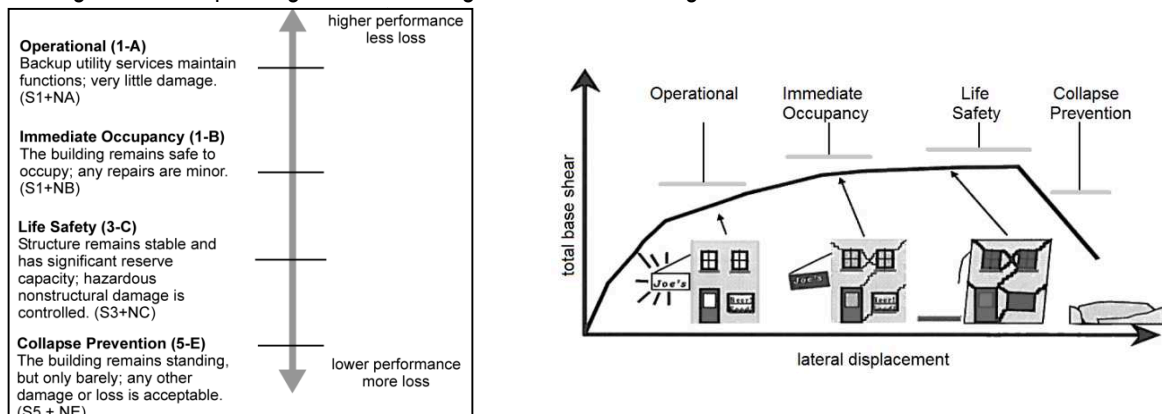 higher performance
less loss
Operational (1-A)
Backup utility services maintain
functions; very little damage.
(S1+NA)
Immediate Occupancy (1-B)
The building remains safe to
occupy; any repairs are minor.
(S1+NB)
Life Safety (3-C)
Structure remains stable and
has significant reserve
capacity; hazardous
nonstructural damage is
controlled. (S3+NC)
Collapse Prevention (5-E)
The building remains standing,
but only barely; any other
damage or loss is acceptable.
(S5 + NE)
lower performance
more loss
total base shear
Operational
Immediate
Occupancy
Life
Safety
Collapse
Prevention
Joe's
Beer!
Joe's
Beer!
lateral displacement